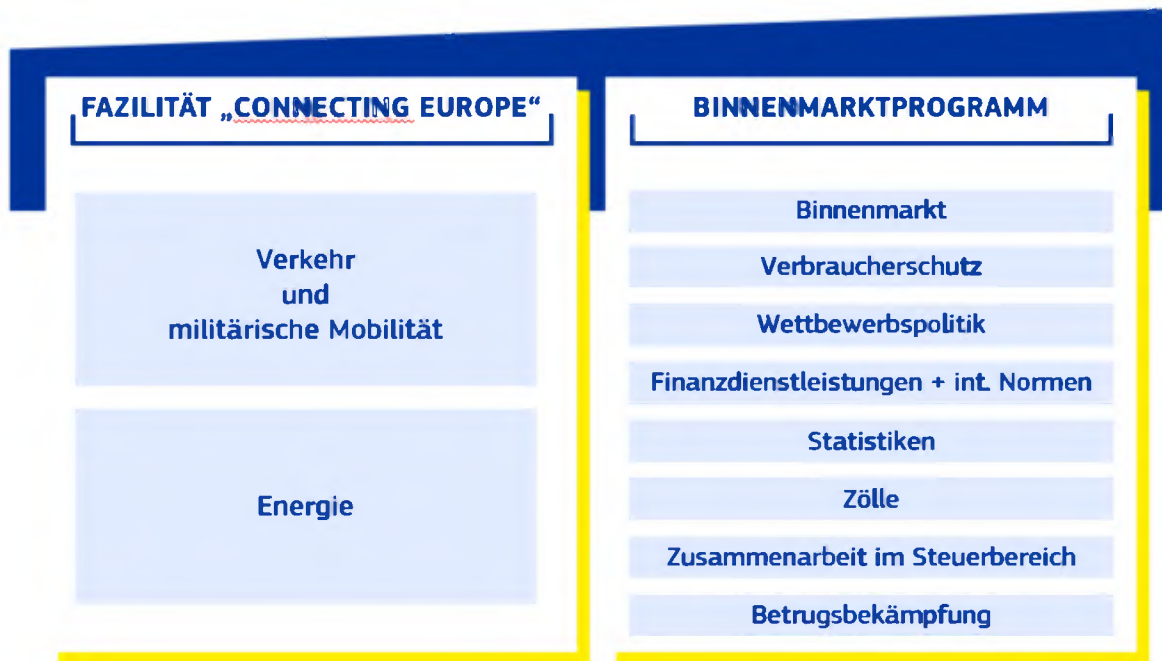 FAZILITÄT „CONNECTING EUROPE“
Verkehr
und
militärische Mobilität
Energie
BINNENMARKTPROGRAMM
Binnenmarkt
Verbraucherschutz
Wettbewerbspolitik
Finanzdienstleistungen + int. Normen
Statistiken
Zölle
Zusammenarbeit im Steuerbereich
Betrugsbekämpfung